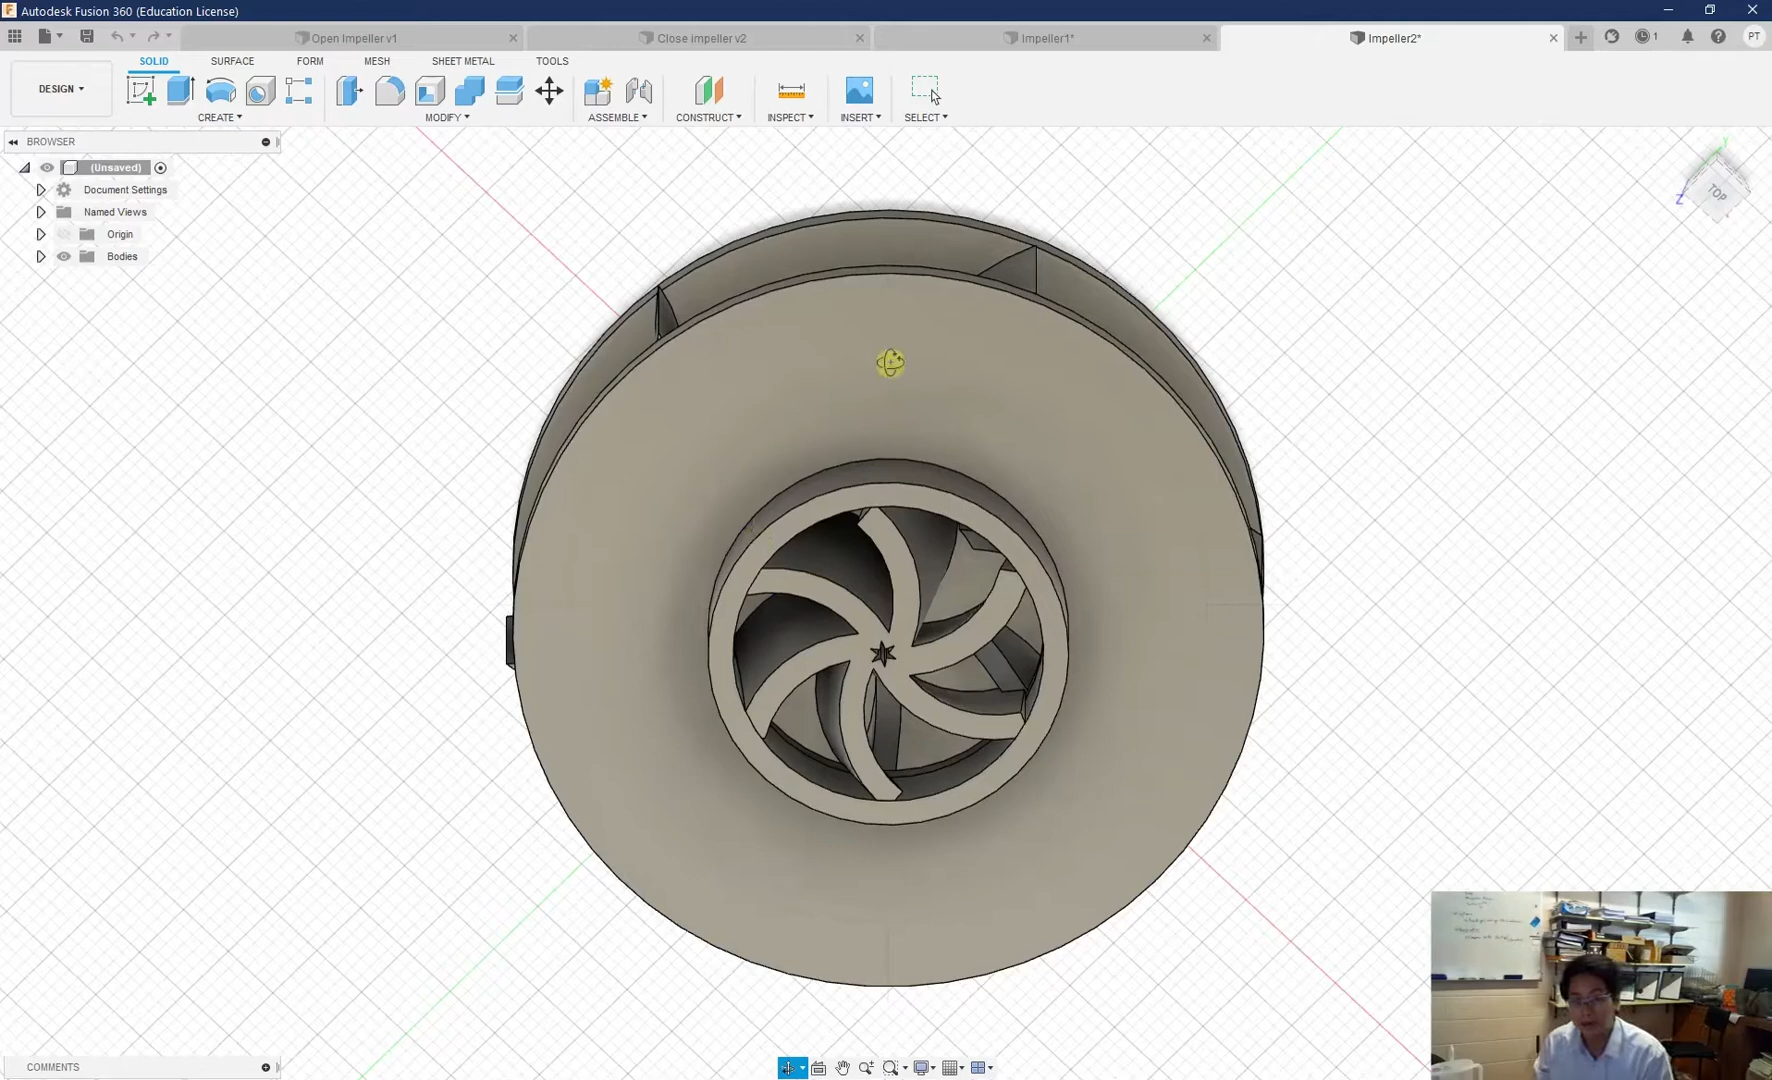 Autodesk Fusion 360 (Education License)
Open Impeller v1
Close impeller v2
Impeller1*
Impeller2*
1
PT
SOLID
SURFACE
FORM
MESH
SHEET METAL
TOOLS
DESIGN
CREATE
MODIFY
ASSEMBLE
CONSTRUCT
INSPECT
INSERT
SELECT
BROWSER
(Unsaved)
Document Settings
Named Views
Origin
Bodies
Y
Z
TOP
COMMENTS